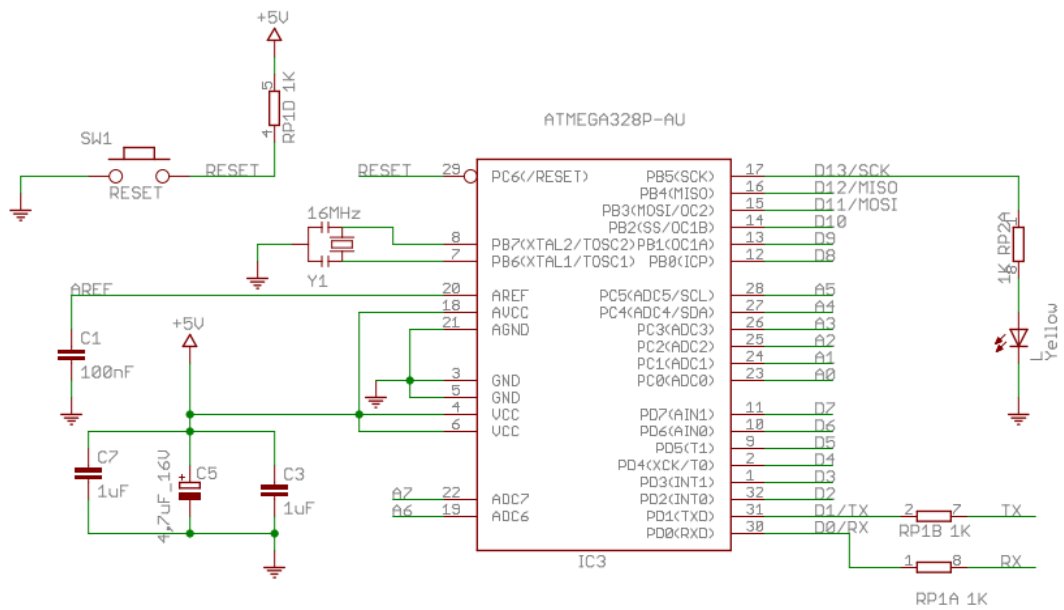 +5V
5
RP1D 1K
4
SW1
RESET
RESET
ATMEGA328P-AU
RESET
29
PC6(/RESET)
16MHz
Y1
8
PB7(XTAL2/TOSC2)
7
PB6(XTAL1/TOSC1)
AREF
20
AREF
18
AVCC
21
AGND
3
GND
5
GND
4
VCC
6
VCC
A7
22
ADC7
A6
19
ADC6
C1
100nF
+5V
C7
1uF
C5
4,7uF_16V
+
C3
1uF
PB5(SCK)
17
D13/SCK
PB4(MISO)
16
D12/MISO
PB3(MOSI/OC2)
15
D11/MOSI
PB2(SS/OC1B)
14
D10
PB1(OC1A)
13
D9
PB0(ICP)
12
D8
PC5(ADC5/SCL)
28
A5
PC4(ADC4/SDA)
27
A4
PC3(ADC3)
26
A3
PC2(ADC2)
25
A2
PC1(ADC1)
24
A1
PC0(ADC0)
23
A0
PD7(AIN1)
11
D7
PD6(AIN0)
10
D6
PD5(T1)
9
D5
PD4(XCK/T0)
2
D4
PD3(INT1)
1
D3
PD2(INT0)
32
D2
PD1(TXD)
31
D1/TX
PD0(RXD)
30
D0/RX
IC3
1
1K RP2A
18
L
Yellow
2
7
TX
RP1B 1K
1
8
RX
RP1A 1K